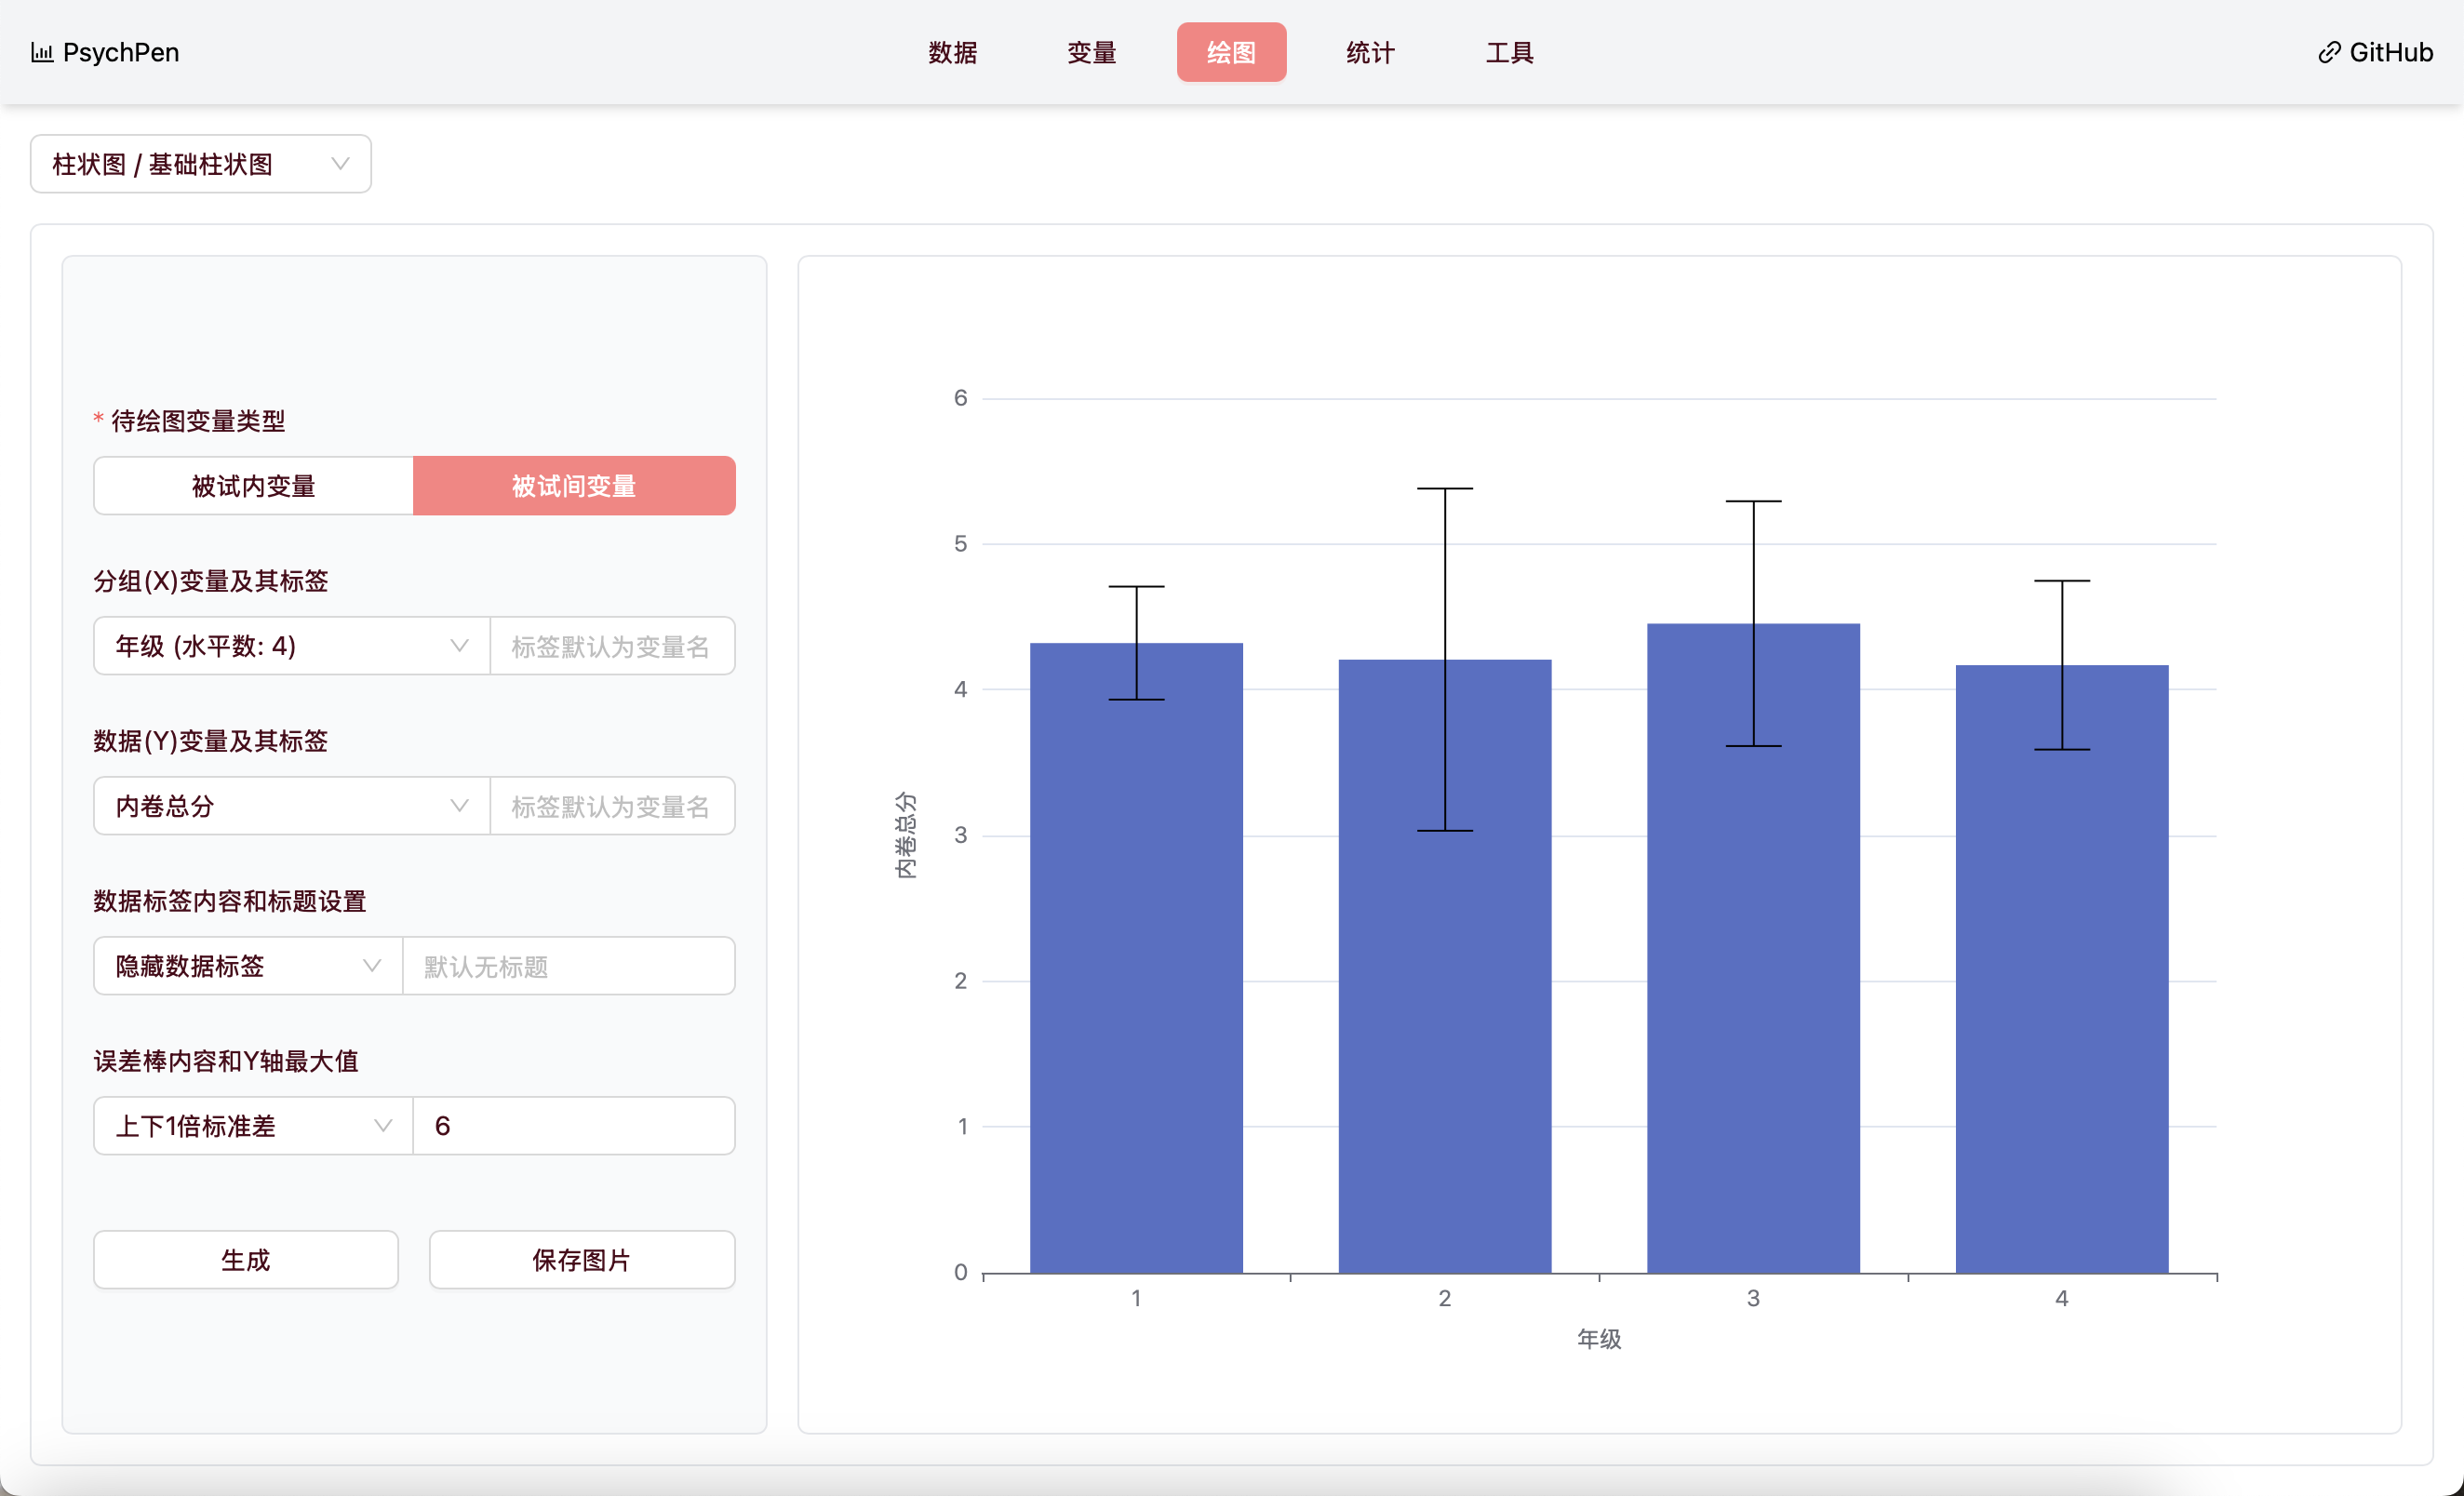 PsychPen
数据
变量
绘图
统计
工具
GitHub
柱状图 / 基础柱状图
* 待绘图变量类型
被试内变量
被试间变量
分组(X)变量及其标签
年级 (水平数: 4)
标签默认为变量名
数据(Y)变量及其标签
内卷总分
标签默认为变量名
数据标签内容和标题设置
隐藏数据标签
默认无标题
误差棒内容和Y轴最大值
上下1倍标准差
6
生成
保存图片
6
5
4
3
2
1
0
内卷总分
1
2
3
4
年级